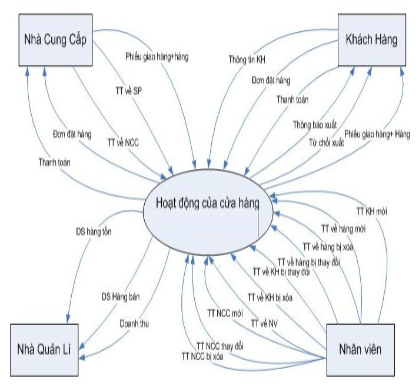 Nhà Cung Cấp
Khách Hàng
Phiếu giao hàng+hàng
Thông tin KH
TT về SP
Đơn đặt hàng
Thanh toán
TT về NCC
Đơn đặt hàng
Thanh toán
Thông báo xuất
Từ chối xuất
Phiếu giao hàng+ Hàng
Hoạt động của cửa hàng
TT KH mới
TT về hàng mới
TT về hàng bị xóa
TT về hàng bị thay đổi
TT về KH bị thay đổi
DS hàng tồn
DS Hàng bán
Doanh thu
TT về KH bị xóa
TT NCC mới
TT về NV
TT NCC thay đổi
TT NCC bị xóa
Nhà Quản Lí
Nhân viên